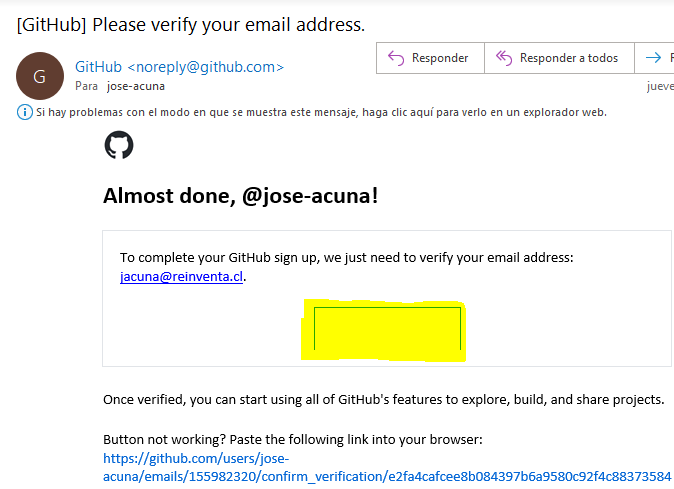 [GitHub] Please verify your email address.
G
GitHub <noreply@github.com>
Para jose-acuna
Responder
Responder a todos
jueve
Si hay problemas con el modo en que se muestra este mensaje, haga clic aquí para verlo en un explorador web.
Almost done, @jose-acuna!
To complete your GitHub sign up, we just need to verify your email address:
jacuna@reinventa.cl.
Once verified, you can start using all of GitHub's features to explore, build, and share projects.
Button not working? Paste the following link into your browser:
https://github.com/users/jose-
acuna/emails/155982320/confirm_verification/e2fa4cafcee8b084397b6a9580c92f4c88373584